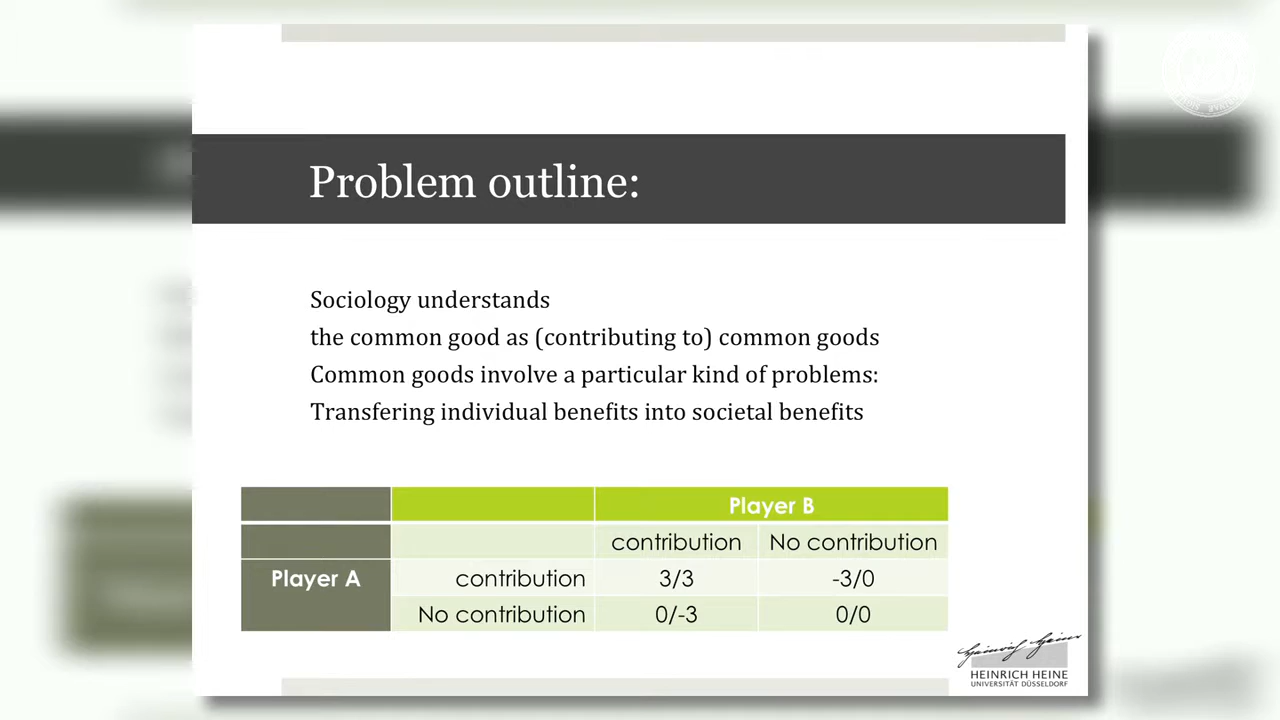 Problem outline:
Sociology understands
the common good as (contributing to) common goods
Common goods involve a particular kind of problems:
Transfering individual benefits into societal benefits
Player B
contribution No contribution
Player A contribution 3/3 -3/0
No contribution 0/-3 0/0
HEINRICH HEINE
UNIVERSITÄT DÜSSELDORF